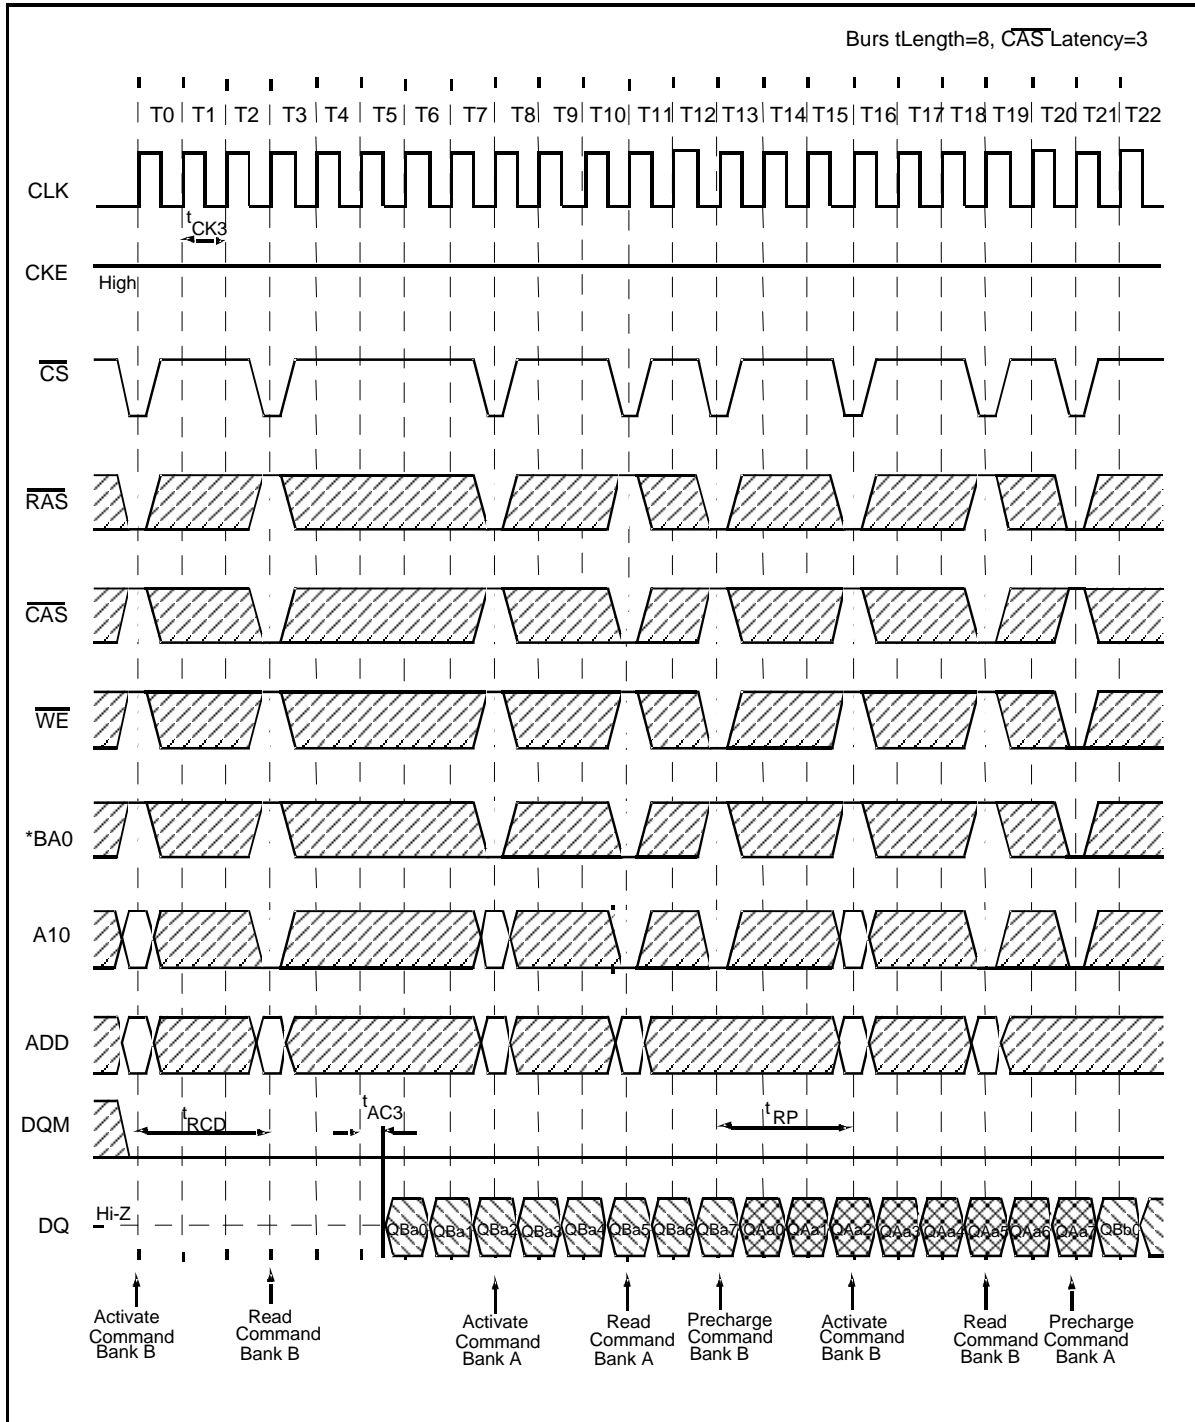 Burs tLength=8, CAS Latency=3
T0 T1 T2 T3 T4 T5 T6 T7 T8 T9 T10 T11 T12 T13 T14 T15 T16 T17 T18 T19 T20 T21 T22
CLK
tCK3
CKE
High
CS
RAS
CAS
WE
*BA0
A10
ADD
DQM
tRCD
tAC3
tRP
DQ
Hi-Z
QBa0 QBa1 QBa2 QBa3 QBa4 QBa5 QBa6 QBa7 QAa0 QAa1 QAa2 QAa3 QAa4 QAa5 QAa6 QAa7 QBb0
Activate
Command
Bank B
Read
Command
Bank B
Activate
Command
Bank A
Read
Command
Bank A
Precharge
Command
Bank B
Activate
Command
Bank B
Read
Command
Bank B
Precharge
Command
Bank A